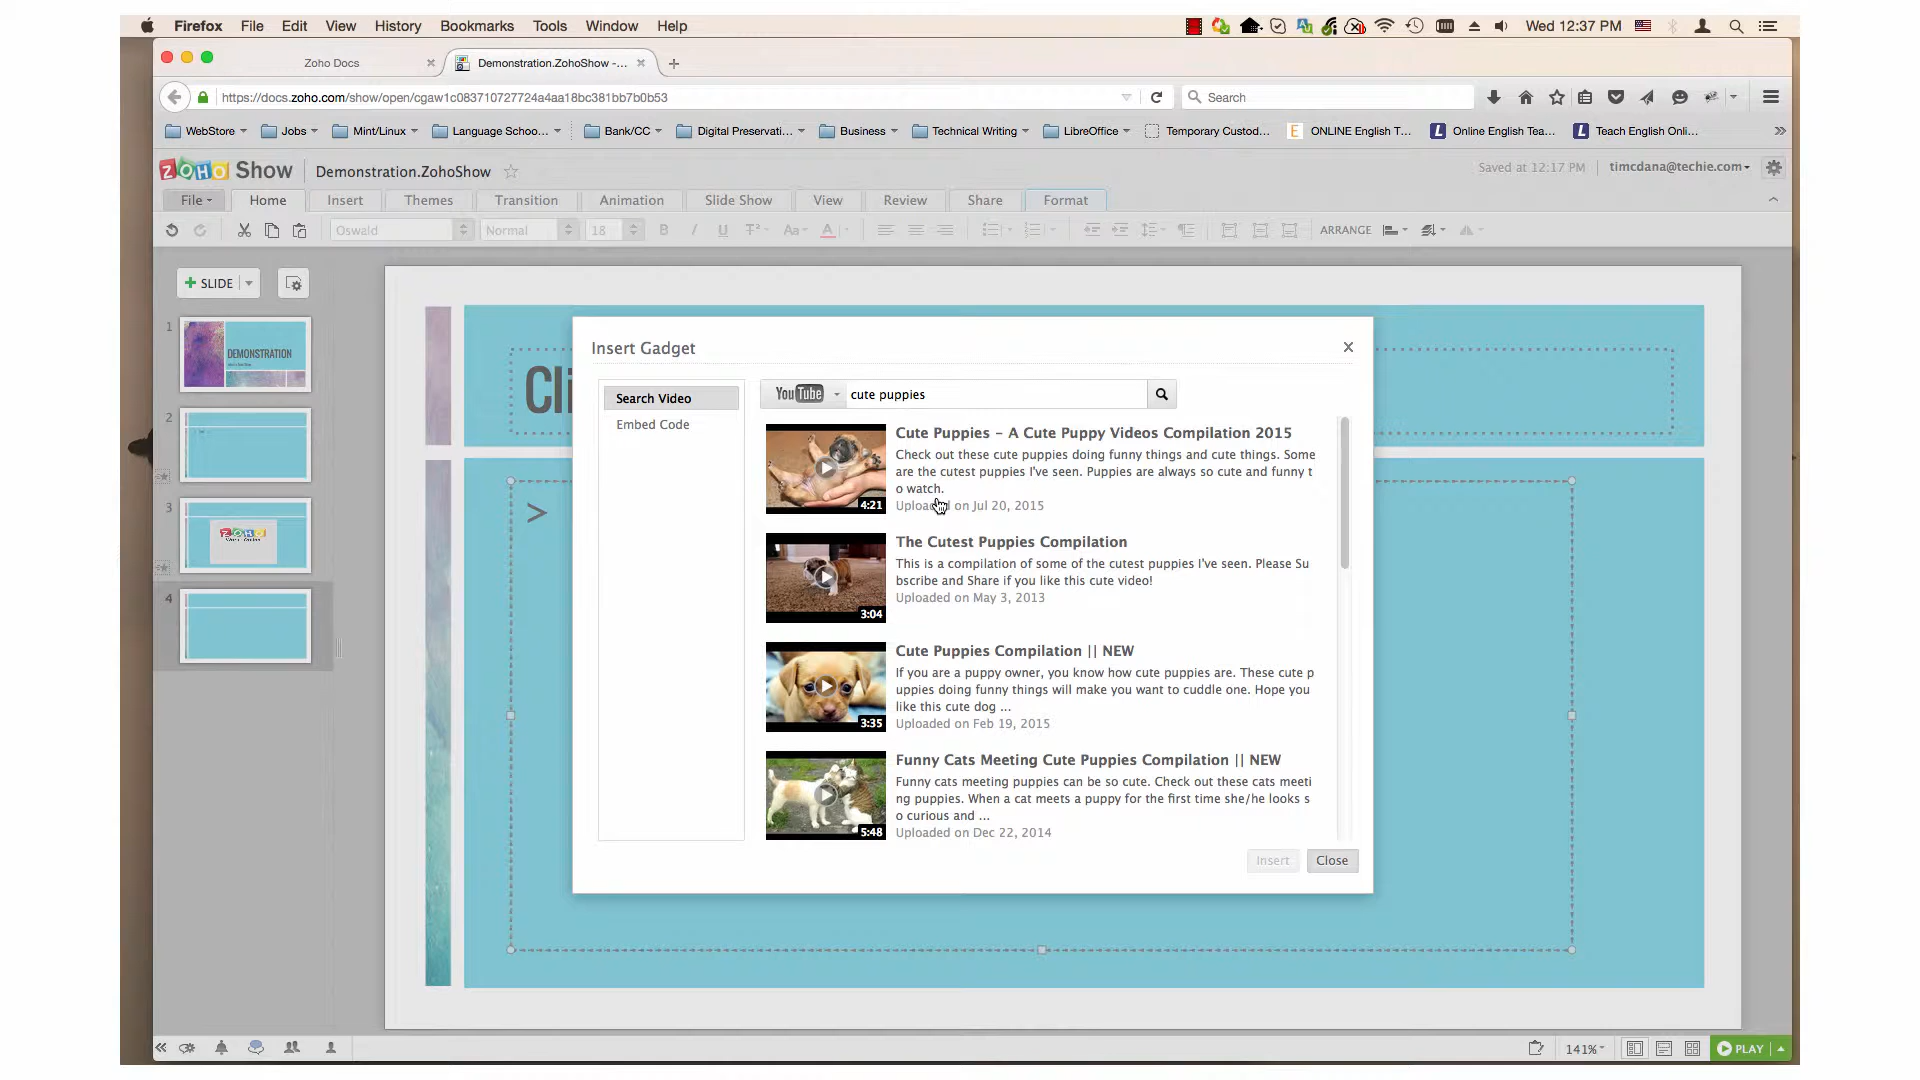 Firefox File Edit View History Bookmarks Tools Window Help Wed 12:37 PM
Zoho Docs Demonstration.ZohoShow -...
https://docs.zoho.com/show/open/cgaw1c083710727724a4aa18bc381bb7b0b53 Search
WebStore Jobs Mint/Linux Language Schoo... Bank/CC Digital Preservati... Business Technical Writing LibreOffice Temporary Custod... ONLINE English T... Online English Tea... Teach English Onli...
ZOHO Show Demonstration.ZohoShow Saved at 12:17 PM timcdana@techie.com
File Home Insert Themes Transition Animation Slide Show View Review Share Format
Oswald Normal 18 B I U T² Aa A ARRANGE
+ SLIDE
1
DEMONSTRATION
2
3
ZOHO
4
Cli
>
Insert Gadget
Search Video
Embed Code
YouTube cute puppies
Cute Puppies – A Cute Puppy Videos Compilation 2015
Check out these cute puppies doing funny things and cute things. Some
are the cutest puppies I've seen. Puppies are always so cute and funny t
o watch.
4:21
Uploaded on Jul 20, 2015
The Cutest Puppies Compilation
This is a compilation of some of the cutest puppies I've seen. Please Su
bscribe and Share if you like this cute video!
Uploaded on May 3, 2013
3:04
Cute Puppies Compilation || NEW
If you are a puppy owner, you know how cute puppies are. These cute p
uppies doing funny things will make you want to cuddle one. Hope you
like this cute dog ...
3:35
Uploaded on Feb 19, 2015
Funny Cats Meeting Cute Puppies Compilation || NEW
Funny cats meeting puppies can be so cute. Check out these cats meeti
ng puppies. When a cat meets a puppy for the first time she/he looks s
o curious and ...
5:48
Uploaded on Dec 22, 2014
Insert Close
141% PLAY